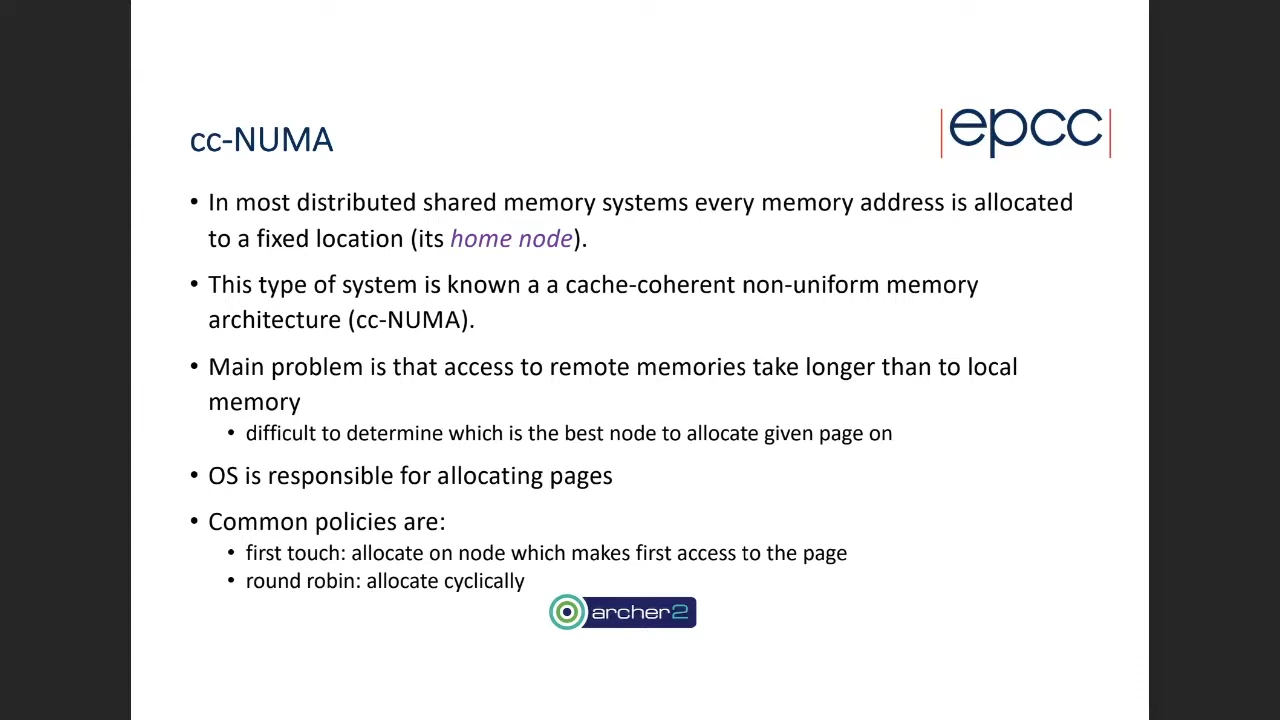 |epcc|
cc-NUMA
• In most distributed shared memory systems every memory address is allocated
to a fixed location (its home node).
• This type of system is known a a cache-coherent non-uniform memory
architecture (cc-NUMA).
• Main problem is that access to remote memories take longer than to local
memory
• difficult to determine which is the best node to allocate given page on
• OS is responsible for allocating pages
• Common policies are:
• first touch: allocate on node which makes first access to the page
• round robin: allocate cyclically
archer2